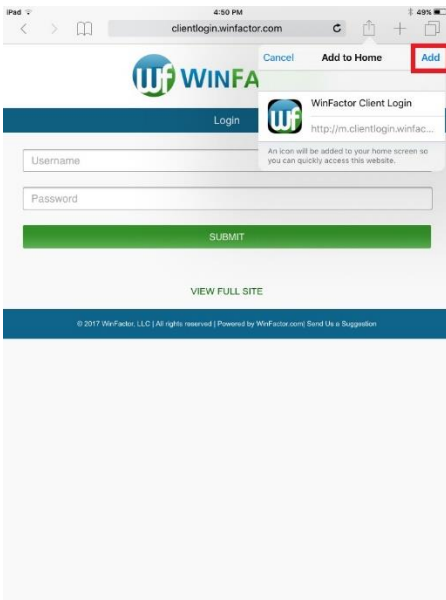 iPad 4:50 PM 49%
clientlogin.winfactor.com
Cancel Add to Home Add
Wf WINFA
WinFactor Client Login
Wf
http://m.clientlogin.winfac...
Login
An icon will be added to your home screen so
you can quickly access this website.
Username
Password
SUBMIT
VIEW FULL SITE
© 2017 WinFactor, LLC | All rights reserved | Powered by WinFactor.com| Send Us a Suggestion